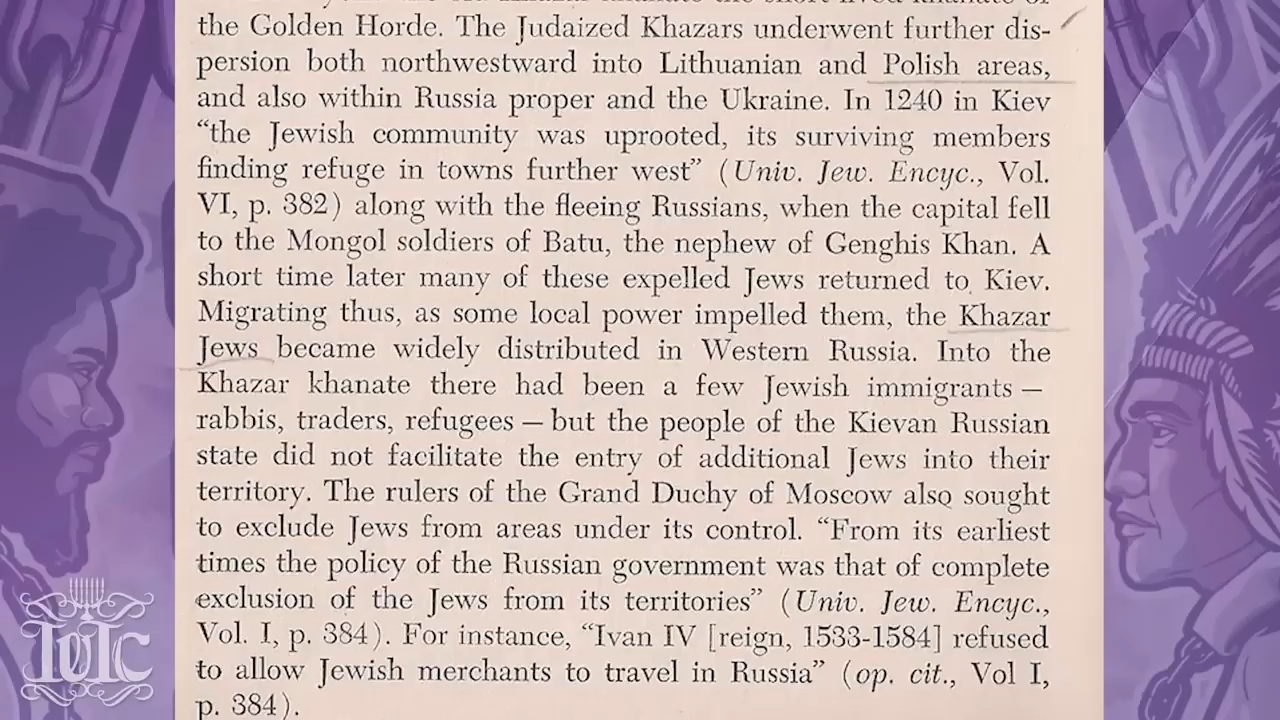 the Golden Horde. The Judaized Khazars underwent further dis-
persion both northwestward into Lithuanian and Polish areas,
and also within Russia proper and the Ukraine. In 1240 in Kiev
“the Jewish community was uprooted, its surviving members
finding refuge in towns further west” (Univ. Jew. Encyc., Vol.
VI, p. 382) along with the fleeing Russians, when the capital fell
to the Mongol soldiers of Batu, the nephew of Genghis Khan. A
short time later many of these expelled Jews returned to Kiev.
Migrating thus, as some local power impelled them, the Khazar
Jews became widely distributed in Western Russia. Into the
Khazar khanate there had been a few Jewish immigrants —
rabbis, traders, refugees — but the people of the Kievan Russian
state did not facilitate the entry of additional Jews into their
territory. The rulers of the Grand Duchy of Moscow also sought
to exclude Jews from areas under its control. “From its earliest
times the policy of the Russian government was that of complete
exclusion of the Jews from its territories” (Univ. Jew. Encyc.,
Vol. I, p. 384). For instance, “Ivan IV [reign, 1533-1584] refused
to allow Jewish merchants to travel in Russia” (op. cit., Vol I,
p. 384).
IUIC